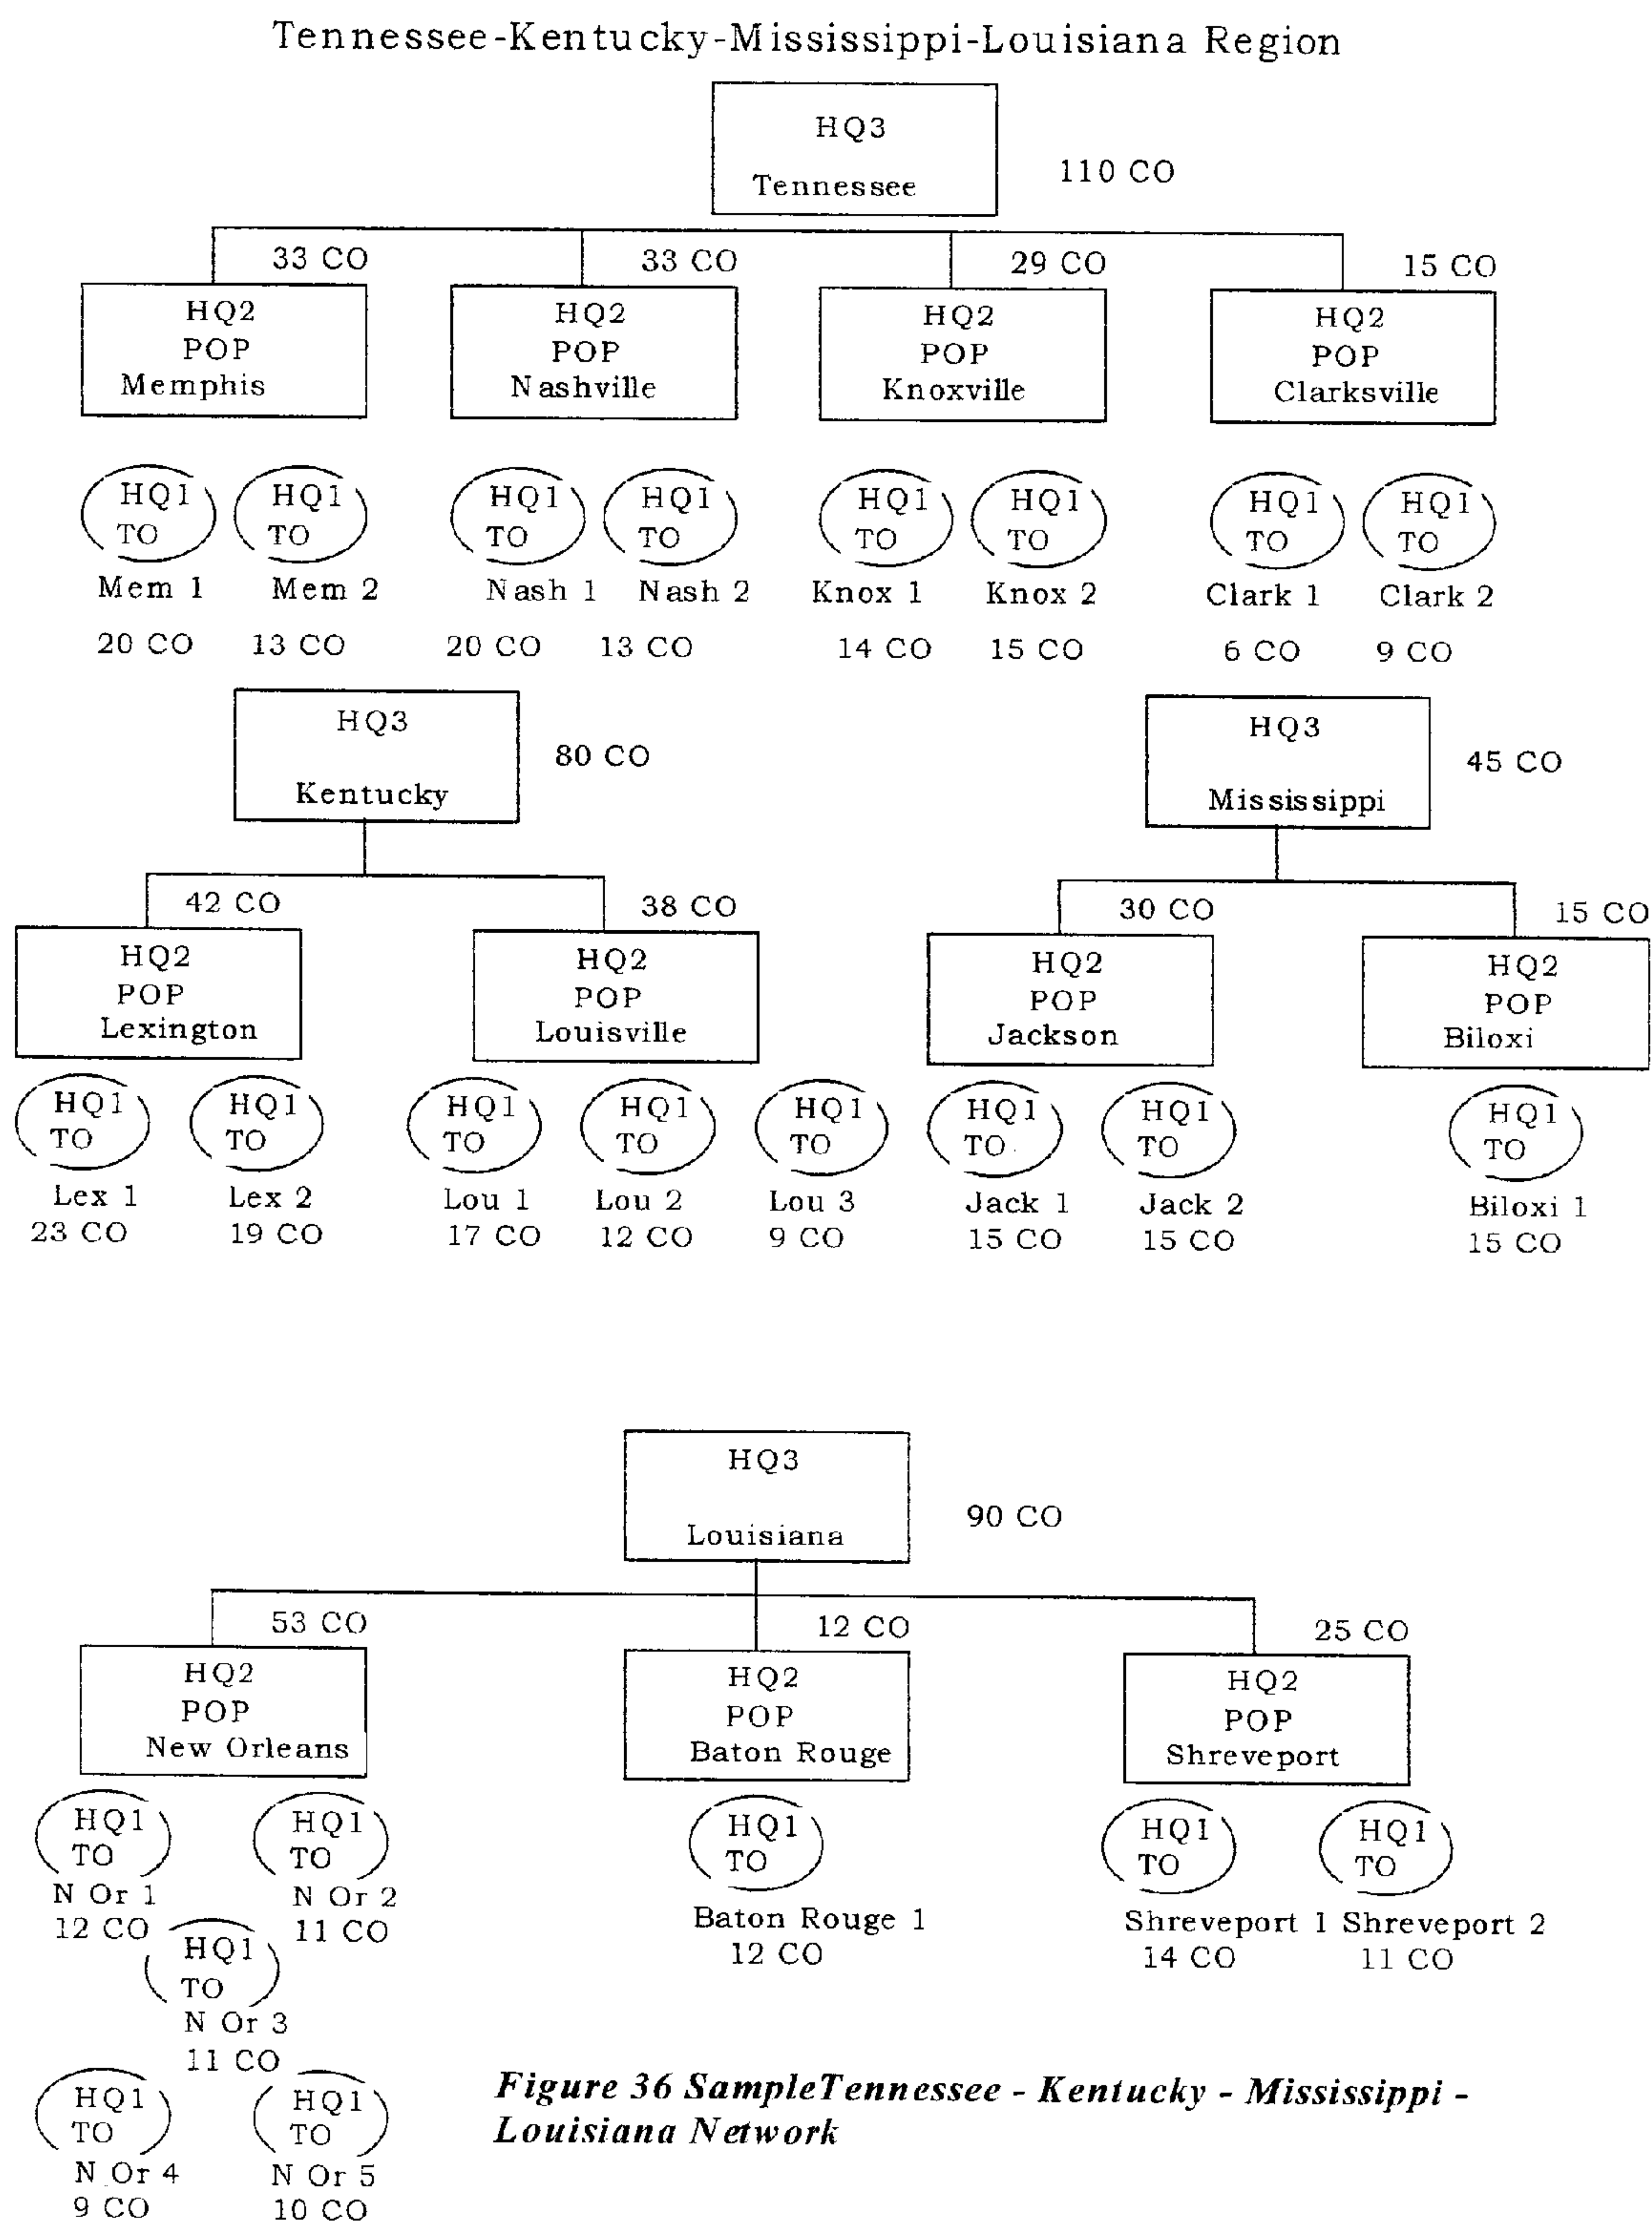 Tennessee-Kentucky-Mississippi-Louisiana Region
HQ3
Tennessee
110 CO
33 CO
33 CO
29 CO
15 CO
HQ2
POP
Memphis
HQ2
POP
Nashville
HQ2
POP
Knoxville
HQ2
POP
Clarksville
HQ1
TO
HQ1
TO
HQ1
TO
HQ1
TO
HQ1
TO
HQ1
TO
HQ1
TO
HQ1
TO
Mem 1
Mem 2
Nash 1
Nash 2
Knox 1
Knox 2
Clark 1
Clark 2
20 CO
13 CO
20 CO
13 CO
14 CO
15 CO
6 CO
9 CO
HQ3
Kentucky
80 CO
HQ3
Mississippi
45 CO
42 CO
38 CO
30 CO
15 CO
HQ2
POP
Lexington
HQ2
POP
Louisville
HQ2
POP
Jackson
HQ2
POP
Biloxi
HQ1
TO
HQ1
TO
HQ1
TO
HQ1
TO
HQ1
TO
HQ1
TO
HQ1
TO
HQ1
TO
Lex 1
Lex 2
Lou 1
Lou 2
Lou 3
Jack 1
Jack 2
Biloxi 1
23 CO
19 CO
17 CO
12 CO
9 CO
15 CO
15 CO
15 CO
HQ3
Louisiana
90 CO
53 CO
12 CO
25 CO
HQ2
POP
New Orleans
HQ2
POP
Baton Rouge
HQ2
POP
Shreveport
HQ1
TO
N Or 1
12 CO
HQ1
TO
N Or 2
11 CO
HQ1
TO
Baton Rouge 1
12 CO
HQ1
TO
Shreveport 1
14 CO
HQ1
TO
Shreveport 2
11 CO
HQ1
TO
N Or 3
11 CO
HQ1
TO
N Or 4
9 CO
HQ1
TO
N Or 5
10 CO
Figure 36 SampleTennessee - Kentucky - Mississippi -
Louisiana Network